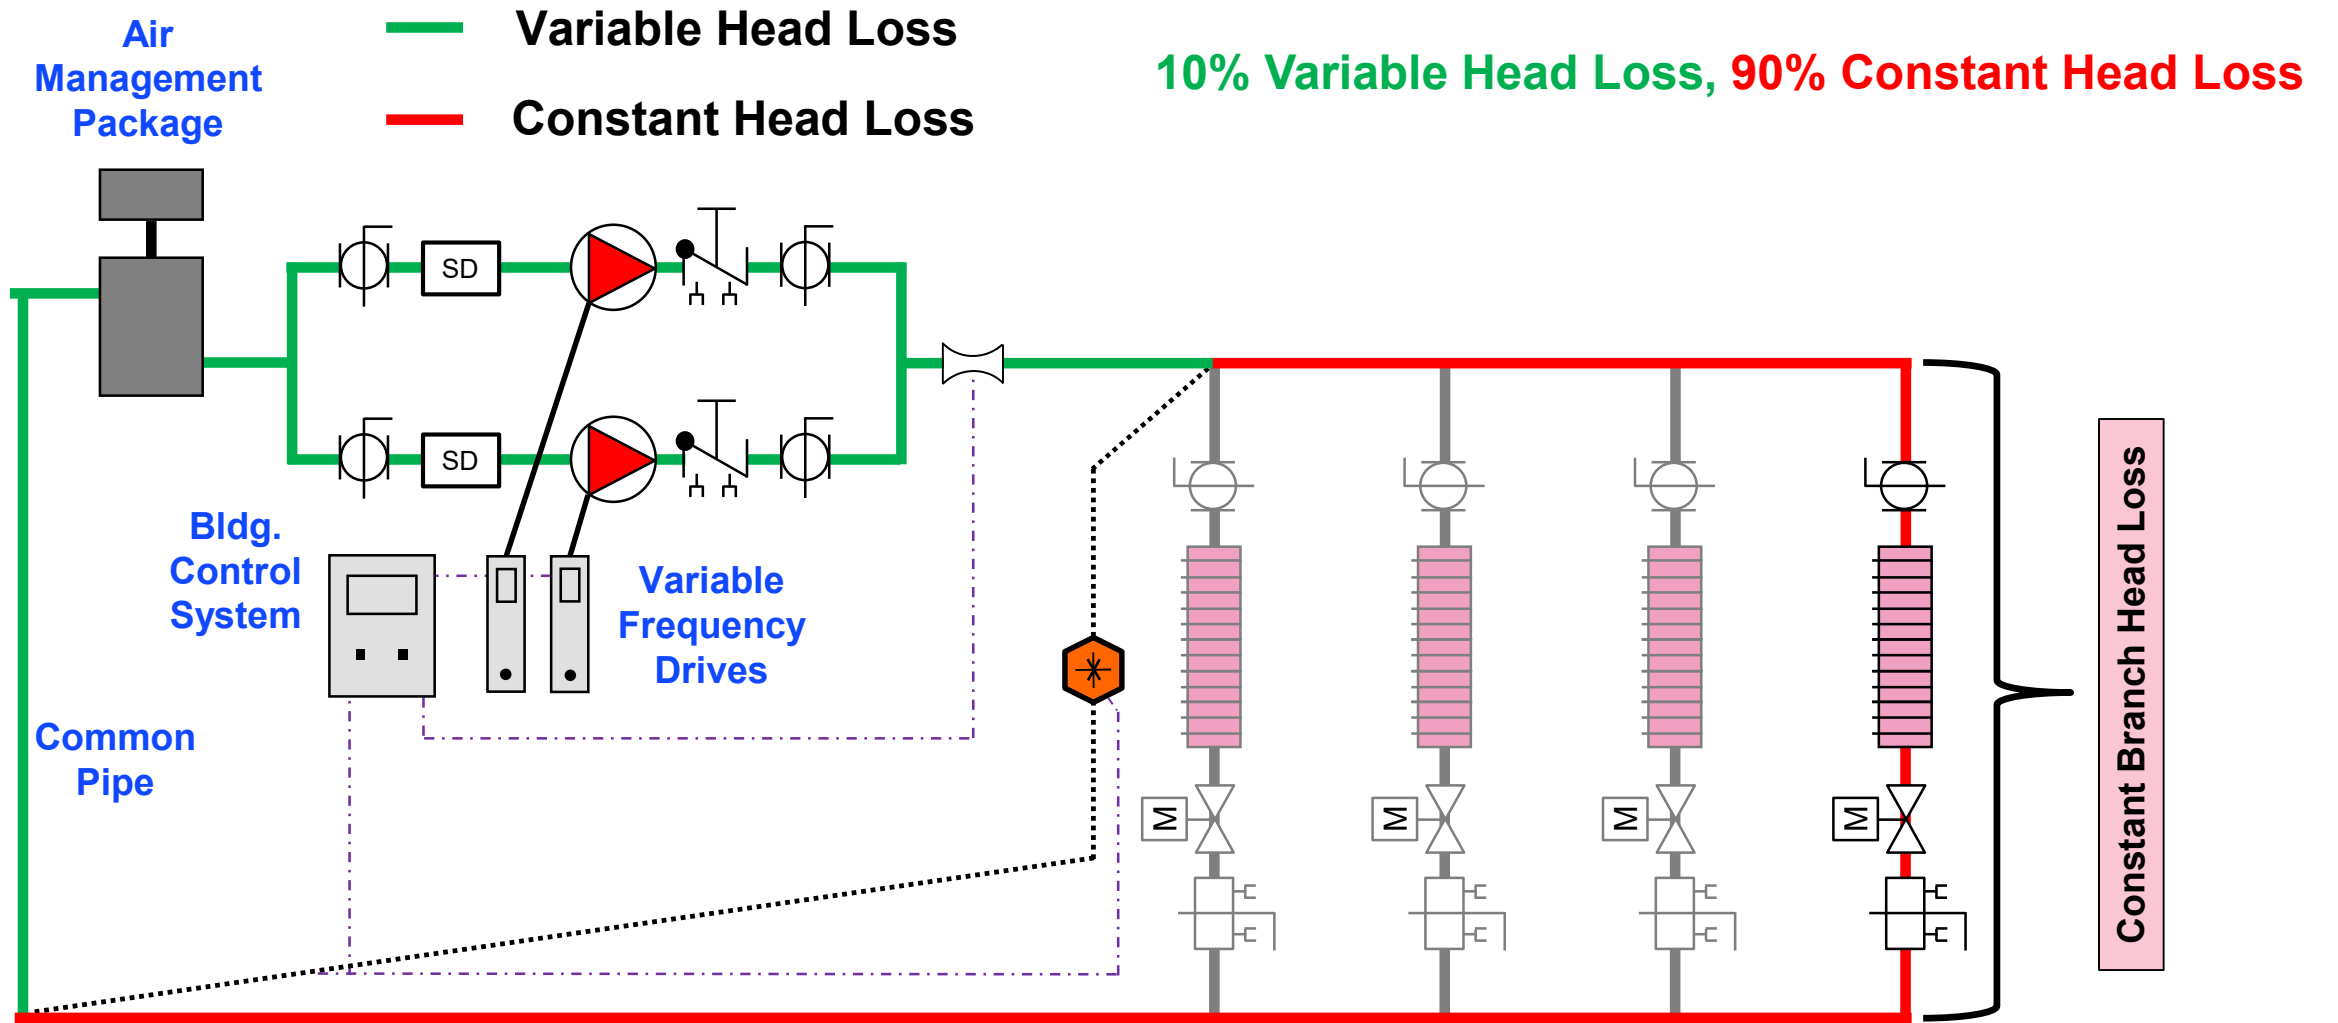 Air
Management
Package
Variable Head Loss
Constant Head Loss
10% Variable Head Loss, 90% Constant Head Loss
SD
SD
Bldg.
Control
System
Variable
Frequency
Drives
Common
Pipe
M
M
M
M
Constant Branch Head Loss